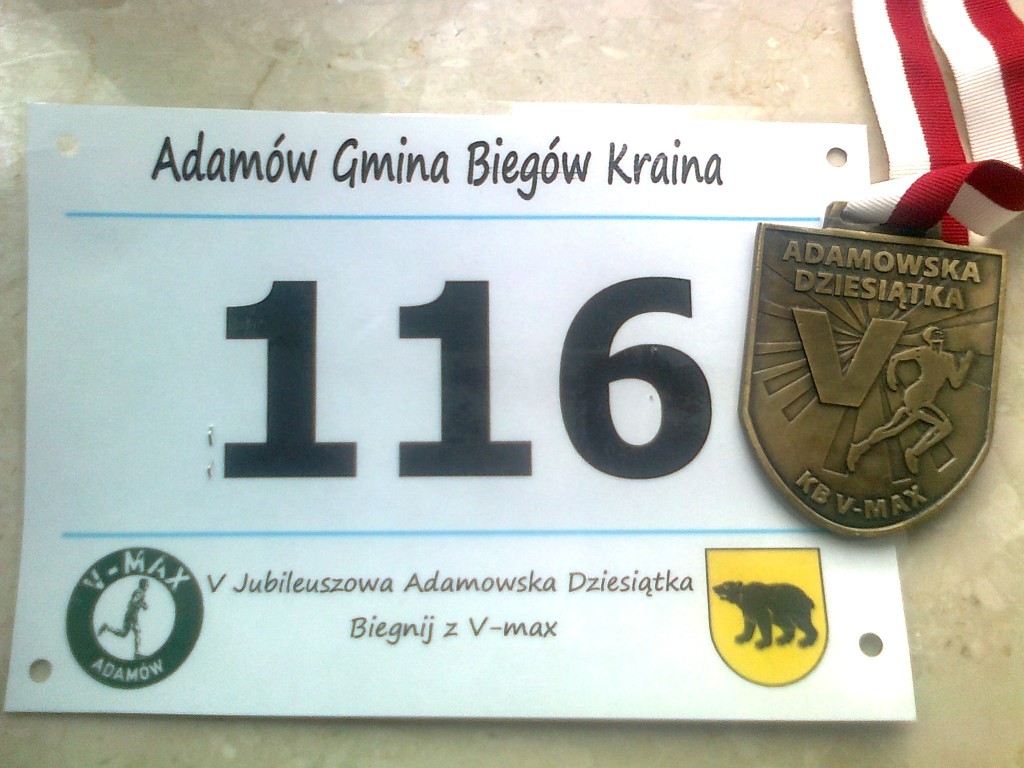 Adamów Gmina Biegów Kraina
116
ADAMOWSKA
DZIESIĄTKA
V
KB V-MAX
V-MAX
ADAMÓW
V Jubileuszowa Adamowska Dziesiątka
Biegnij z V-max